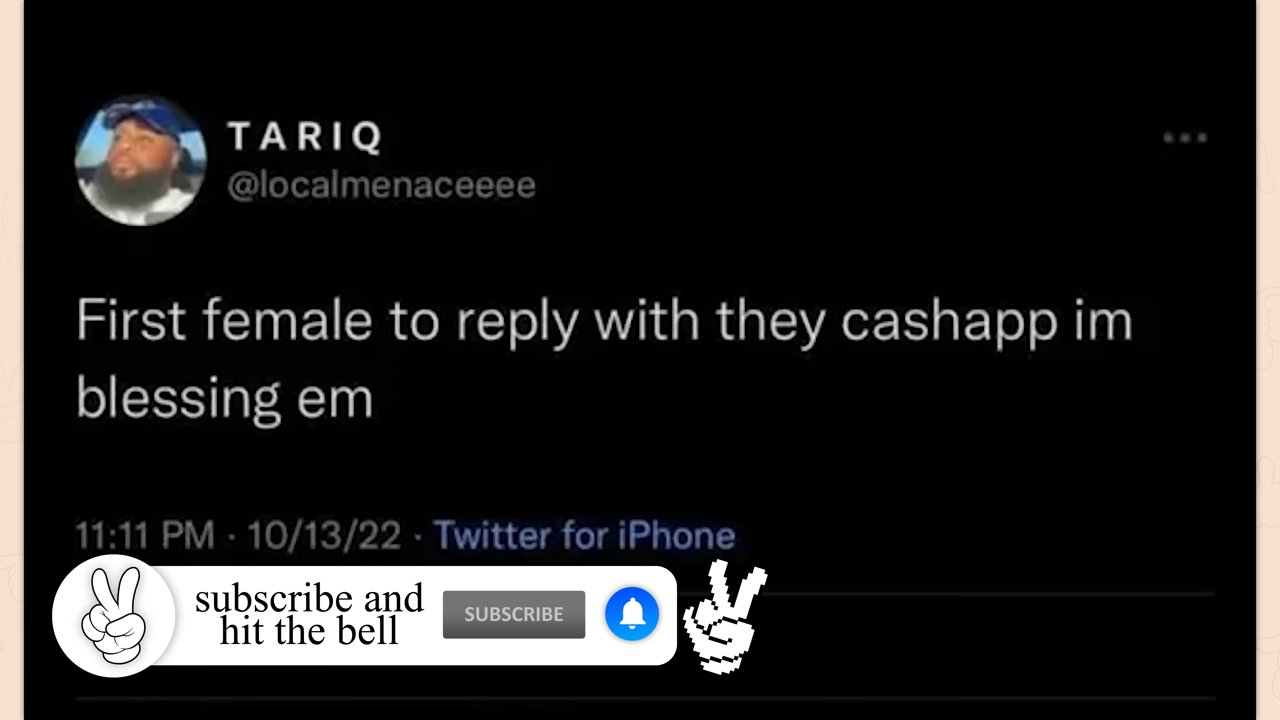 TARIQ
@localmenaceeee
First female to reply with they cashapp im
blessing em
11:11 PM · 10/13/22 · Twitter for iPhone
subscribe and
hit the bell
SUBSCRIBE